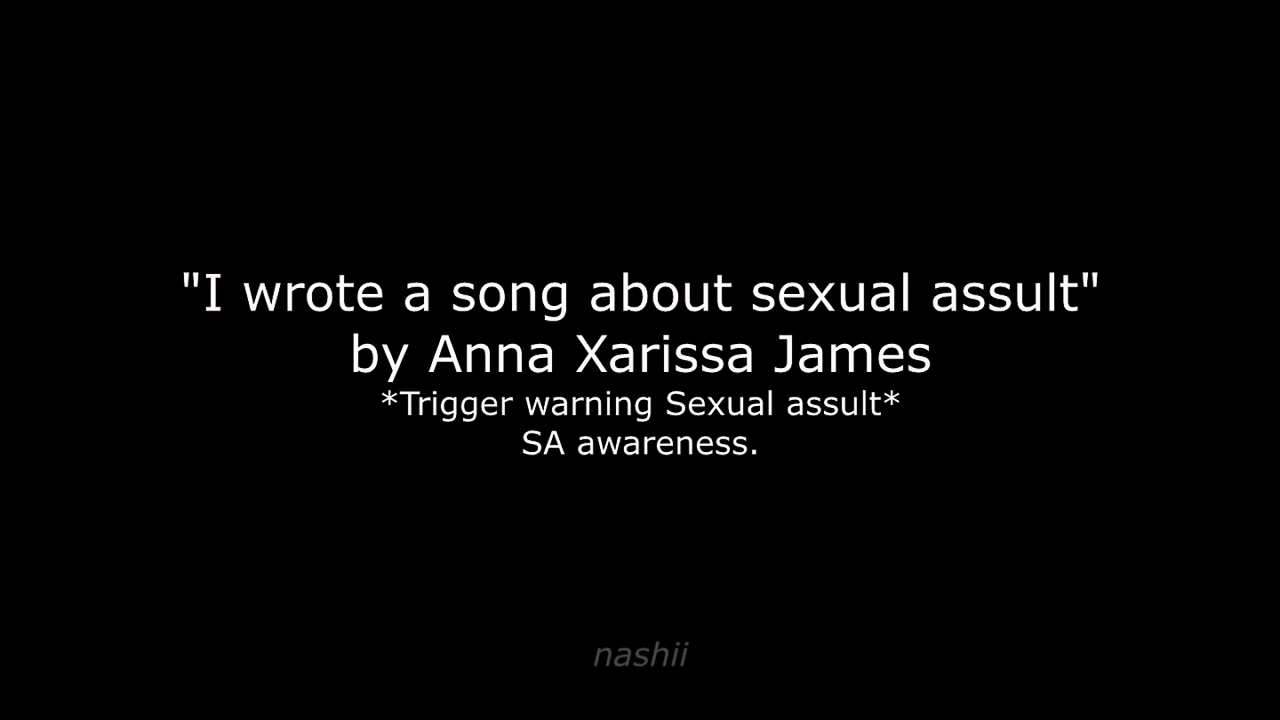 "I wrote a song about sexual assult"
by Anna Xarissa James
*Trigger warning Sexual assult*
SA awareness.
nashii